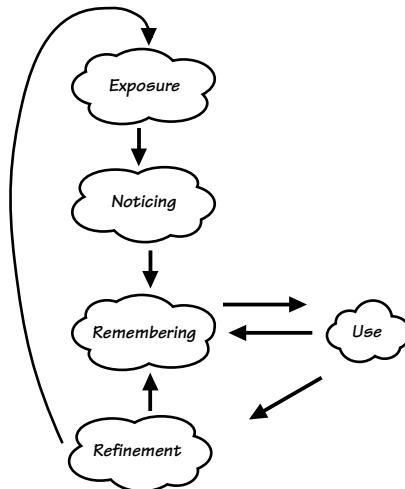 Exposure
Noticing
Remembering
Use
Refinement